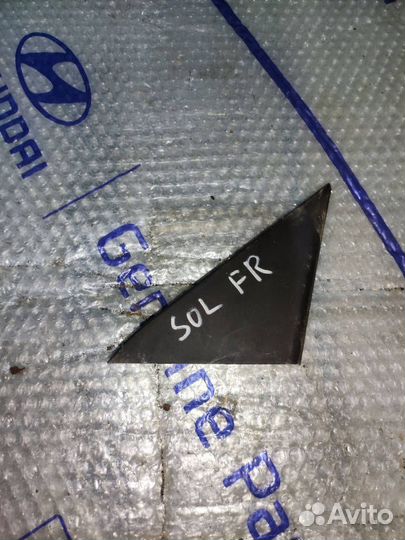 HYUNDAI
Genuine Pa
SOL FR
Avito